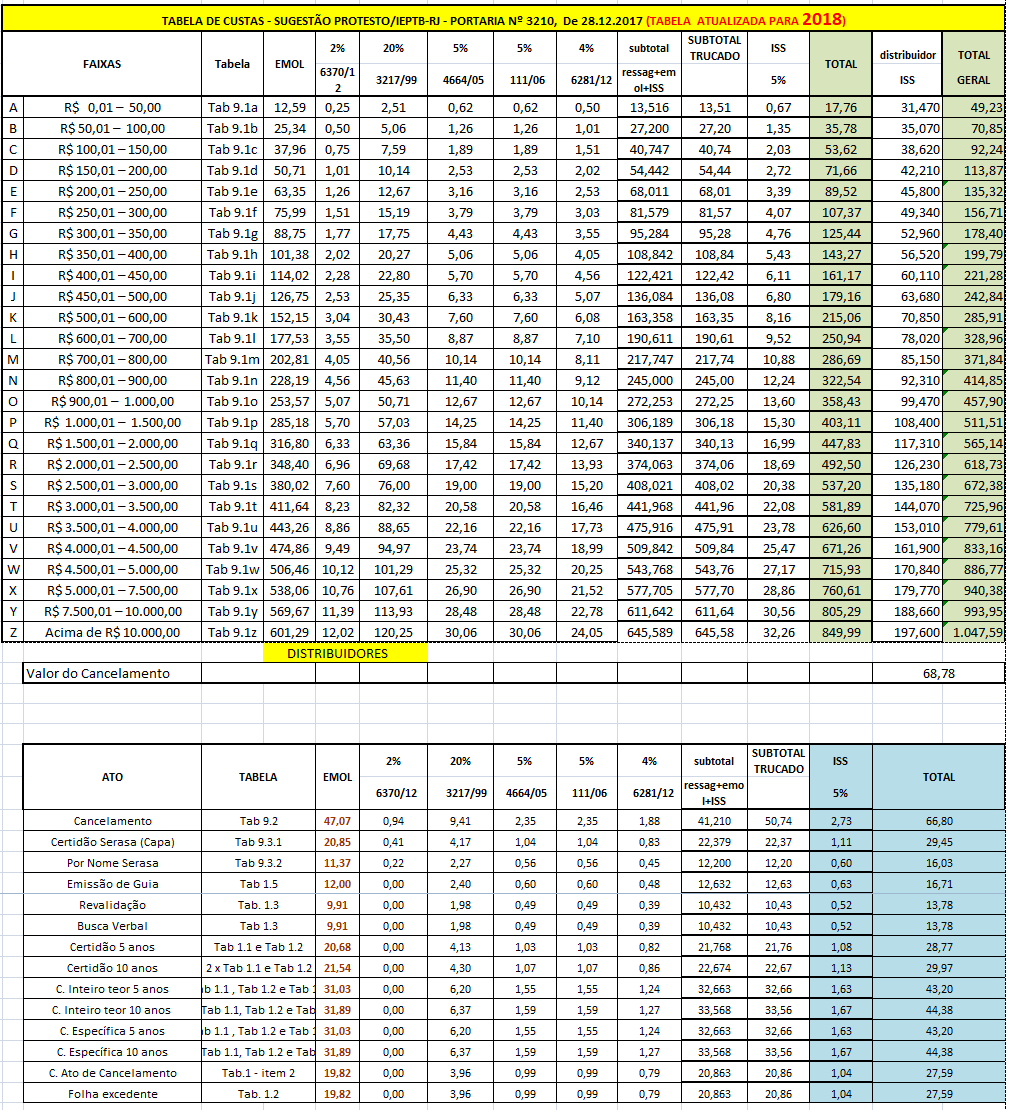 TABELA DE CUSTAS - SUGESTÃO PROTESTO/IEPTB-RJ - PORTARIA Nº 3210, De 28.12.2017 (TABELA ATUALIZADA PARA 2018)
FAIXAS Tabela EMOL 2% 20% 5% 5% 4% subtotal SUBTOTAL TRUCADO ISS TOTAL distribuidor TOTAL
6370/12 3217/99 4664/05 111/06 6281/12 ressag+emol+ISS 5% ISS GERAL
A R$ 0,01 – 50,00 Tab 9.1a 12,59 0,25 2,51 0,62 0,62 0,50 13,516 13,51 0,67 17,76 31,470 49,23
B R$ 50,01 – 100,00 Tab 9.1b 25,34 0,50 5,06 1,26 1,26 1,01 27,200 27,20 1,35 35,78 35,070 70,85
C R$ 100,01 – 150,00 Tab 9.1c 37,96 0,75 7,59 1,89 1,89 1,51 40,747 40,74 2,03 53,62 38,620 92,24
D R$ 150,01 – 200,00 Tab 9.1d 50,71 1,01 10,14 2,53 2,53 2,02 54,442 54,44 2,72 71,66 42,210 113,87
E R$ 200,01 – 250,00 Tab 9.1e 63,35 1,26 12,67 3,16 3,16 2,53 68,011 68,01 3,39 89,52 45,800 135,32
F R$ 250,01 – 300,00 Tab 9.1f 75,99 1,51 15,19 3,79 3,79 3,03 81,579 81,57 4,07 107,37 49,340 156,71
G R$ 300,01 – 350,00 Tab 9.1g 88,75 1,77 17,75 4,43 4,43 3,55 95,284 95,28 4,76 125,44 52,960 178,40
H R$ 350,01 – 400,00 Tab 9.1h 101,38 2,02 20,27 5,06 5,06 4,05 108,842 108,84 5,43 143,27 56,520 199,79
I R$ 400,01 – 450,00 Tab 9.1i 114,02 2,28 22,80 5,70 5,70 4,56 122,421 122,42 6,11 161,17 60,110 221,28
J R$ 450,01 – 500,00 Tab 9.1j 126,75 2,53 25,35 6,33 6,33 5,07 136,084 136,08 6,80 179,16 63,680 242,84
K R$ 500,01 – 600,00 Tab 9.1k 152,15 3,04 30,43 7,60 7,60 6,08 163,358 163,35 8,16 215,06 70,850 285,91
L R$ 600,01 – 700,00 Tab 9.1l 177,53 3,55 35,50 8,87 8,87 7,10 190,611 190,61 9,52 250,94 78,020 328,96
M R$ 700,01 – 800,00 Tab 9.1m 202,81 4,05 40,56 10,14 10,14 8,11 217,747 217,74 10,88 286,69 85,150 371,84
N R$ 800,01 – 900,00 Tab 9.1n 228,19 4,56 45,63 11,40 11,40 9,12 245,000 245,00 12,24 322,54 92,310 414,85
O R$ 900,01 – 1.000,00 Tab 9.1o 253,57 5,07 50,71 12,67 12,67 10,14 272,253 272,25 13,60 358,43 99,470 457,90
P R$ 1.000,01 – 1.500,00 Tab 9.1p 285,18 5,70 57,03 14,25 14,25 11,40 306,189 306,18 15,30 403,11 108,400 511,51
Q R$ 1.500,01 – 2.000,00 Tab 9.1q 316,80 6,33 63,36 15,84 15,84 12,67 340,137 340,13 16,99 447,83 117,310 565,14
R R$ 2.000,01 – 2.500,00 Tab 9.1r 348,40 6,96 69,68 17,42 17,42 13,93 374,063 374,06 18,69 492,50 126,230 618,73
S R$ 2.500,01 – 3.000,00 Tab 9.1s 380,02 7,60 76,00 19,00 19,00 15,20 408,021 408,02 20,38 537,20 135,180 672,38
T R$ 3.000,01 – 3.500,00 Tab 9.1t 411,64 8,23 82,32 20,58 20,58 16,46 441,968 441,96 22,08 581,89 144,070 725,96
U R$ 3.500,01 – 4.000,00 Tab 9.1u 443,26 8,86 88,65 22,16 22,16 17,73 475,916 475,91 23,78 626,60 153,010 779,61
V R$ 4.000,01 – 4.500,00 Tab 9.1v 474,86 9,49 94,97 23,74 23,74 18,99 509,842 509,84 25,47 671,26 161,900 833,16
W R$ 4.500,01 – 5.000,00 Tab 9.1w 506,46 10,12 101,29 25,32 25,32 20,25 543,768 543,76 27,17 715,93 170,840 886,77
X R$ 5.000,01 – 7.500,00 Tab 9.1x 538,06 10,76 107,61 26,90 26,90 21,52 577,705 577,70 28,86 760,61 179,770 940,38
Y R$ 7.500,01 – 10.000,00 Tab 9.1y 569,67 11,39 113,93 28,48 28,48 22,78 611,642 611,64 30,56 805,29 188,660 993,95
Z Acima de R$ 10.000,00 Tab 9.1z 601,29 12,02 120,25 30,06 30,06 24,05 645,589 645,58 32,26 849,99 197,600 1.047,59
DISTRIBUIDORES
Valor do Cancelamento 68,78
ATO TABELA EMOL 2% 20% 5% 5% 4% subtotal SUBTOTAL TRUCADO ISS TOTAL
6370/12 3217/99 4664/05 111/06 6281/12 ressag+emol+ISS 5%
Cancelamento Tab 9.2 47,07 0,94 9,41 2,35 2,35 1,88 41,210 50,74 2,73 66,80
Certidão Serasa (Capa) Tab 9.3.1 20,85 0,41 4,17 1,04 1,04 0,83 22,379 22,37 1,11 29,45
Por Nome Serasa Tab 9.3.2 11,37 0,22 2,27 0,56 0,56 0,45 12,200 12,20 0,60 16,03
Emissão de Guia Tab 1.5 12,00 0,00 2,40 0,60 0,60 0,48 12,632 12,63 0,63 16,71
Revalidação Tab. 1.3 9,91 0,00 1,98 0,49 0,49 0,39 10,432 10,43 0,52 13,78
Busca Verbal Tab 1.3 9,91 0,00 1,98 0,49 0,49 0,39 10,432 10,43 0,52 13,78
Certidão 5 anos Tab 1.1 e Tab 1.2 20,68 0,00 4,13 1,03 1,03 0,82 21,768 21,76 1,08 28,77
Certidão 10 anos 2 x Tab 1.1 e Tab 1.2 21,54 0,00 4,30 1,07 1,07 0,86 22,674 22,67 1,13 29,97
C. Inteiro teor 5 anos b 1.1 , Tab 1.2 e Tab 1 31,03 0,00 6,20 1,55 1,55 1,24 32,663 32,66 1,63 43,20
C. Inteiro teor 10 anos Tab 1.1, Tab 1.2 e Tab 31,89 0,00 6,37 1,59 1,59 1,27 33,568 33,56 1,67 44,38
C. Específica 5 anos b 1.1 , Tab 1.2 e Tab 1 31,03 0,00 6,20 1,55 1,55 1,24 32,663 32,66 1,63 43,20
C. Específica 10 anos Tab 1.1, Tab 1.2 e Tab 31,89 0,00 6,37 1,59 1,59 1,27 33,568 33,56 1,67 44,38
C. Ato de Cancelamento Tab.1 - item 2 19,82 0,00 3,96 0,99 0,99 0,79 20,863 20,86 1,04 27,59
Folha excedente Tab. 1.2 19,82 0,00 3,96 0,99 0,99 0,79 20,863 20,86 1,04 27,59